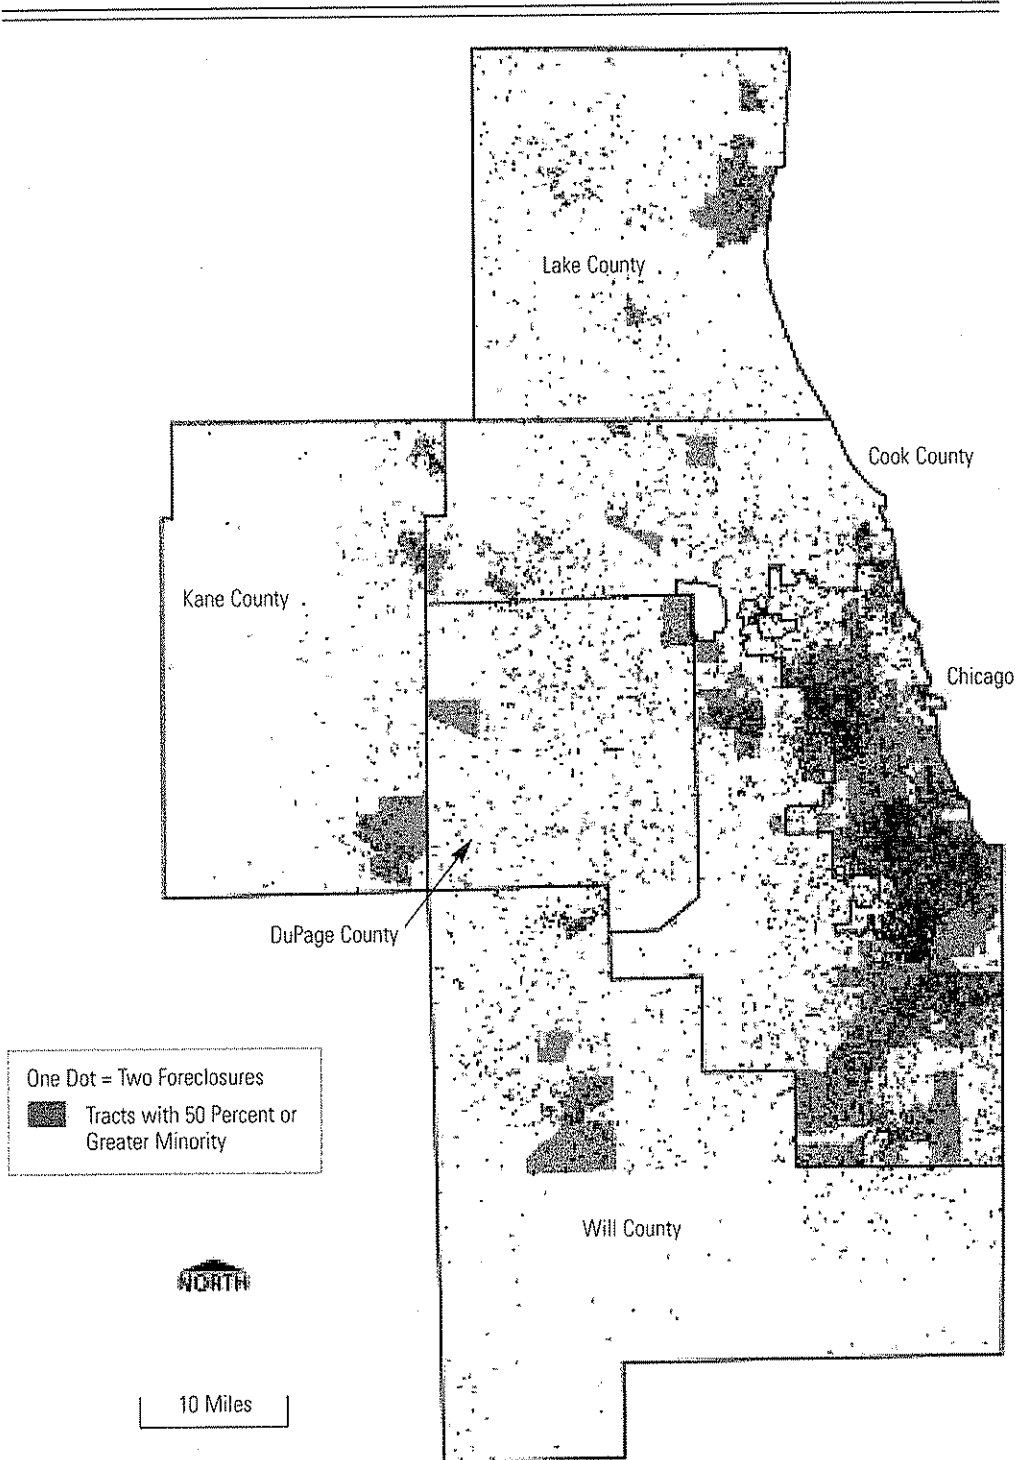 Lake County
Cook County
Kane County
Chicago
DuPage County
One Dot = Two Foreclosures
Tracts with 50 Percent or
Greater Minority
Will County
NORTH
10 Miles